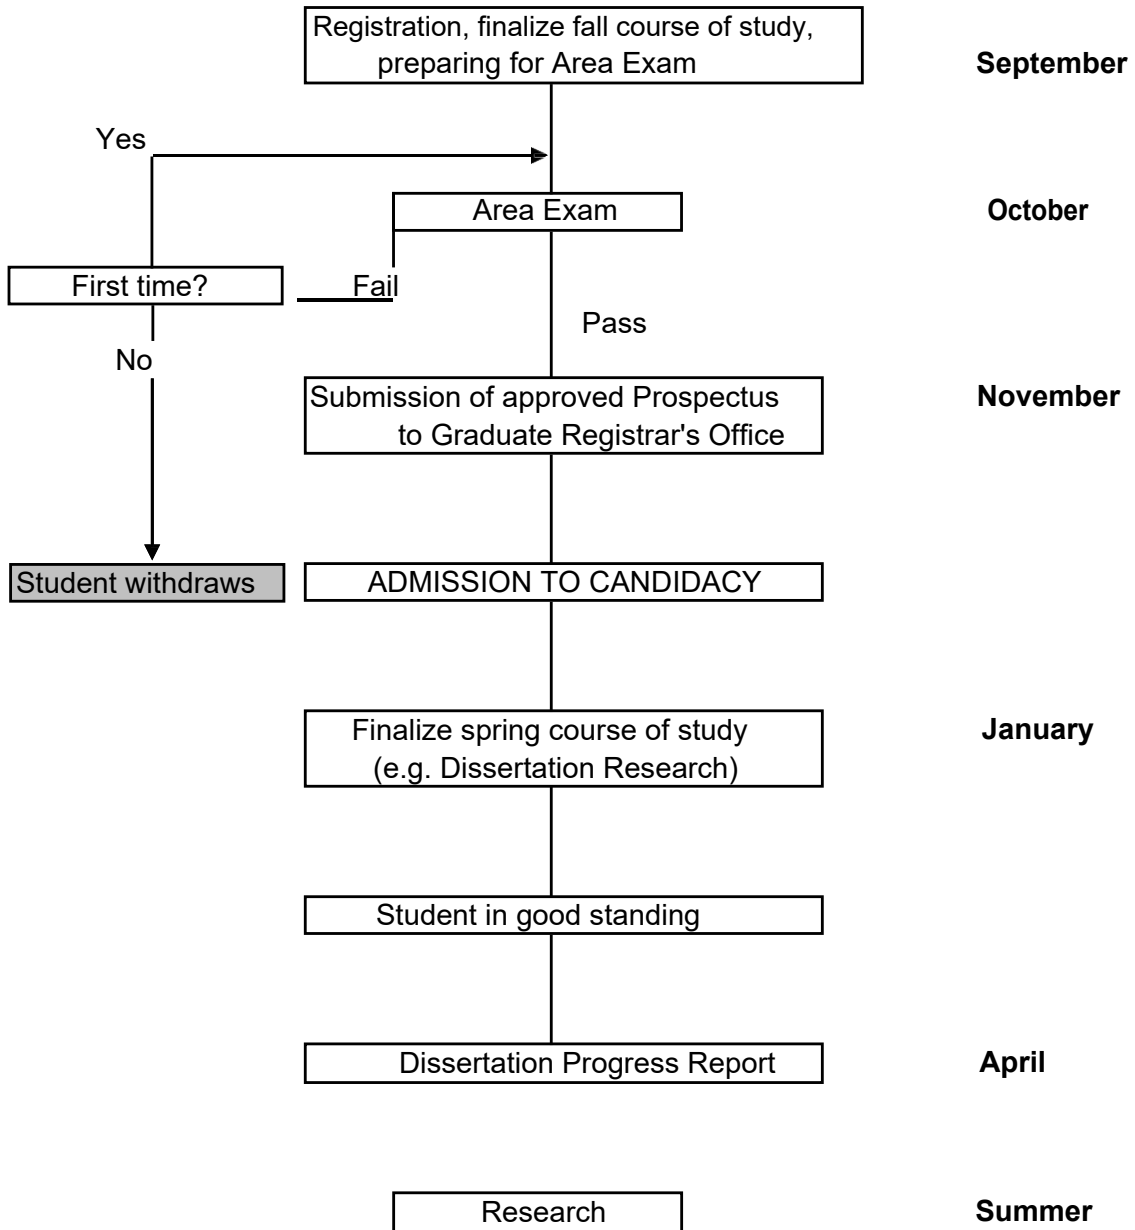 Registration, finalize fall course of study,
preparing for Area Exam
September
Yes
Area Exam
October
First time?
Fail
Pass
No
Submission of approved Prospectus
to Graduate Registrar's Office
November
Student withdraws
ADMISSION TO CANDIDACY
Finalize spring course of study
(e.g. Dissertation Research)
January
Student in good standing
Dissertation Progress Report
April
Research
Summer